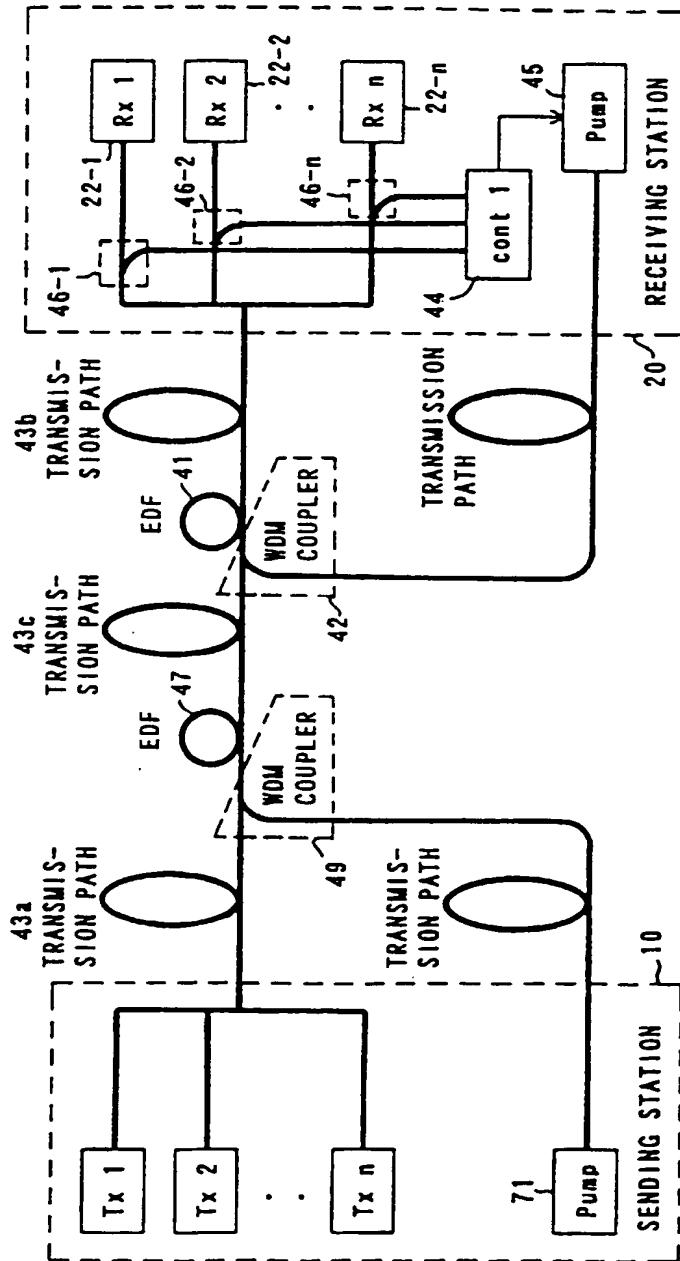 Tx 1
Tx 2
. .
Tx n
71
Pump
SENDING STATION
10
43a
TRANSMIS-
SION PATH
TRANSMIS-
SION PATH
EDF
47
WDM
COUPLER
49
43c
TRANSMIS-
SION PATH
EDF
41
WDM
COUPLER
42
43b
TRANSMIS-
SION PATH
TRANSMISSION
PATH
20
46-1
22-1
Rx 1
46-2
Rx 2
22-2
. .
46-n
Rx n
22-n
44
cont 1
45
Pump
RECEIVING STATION